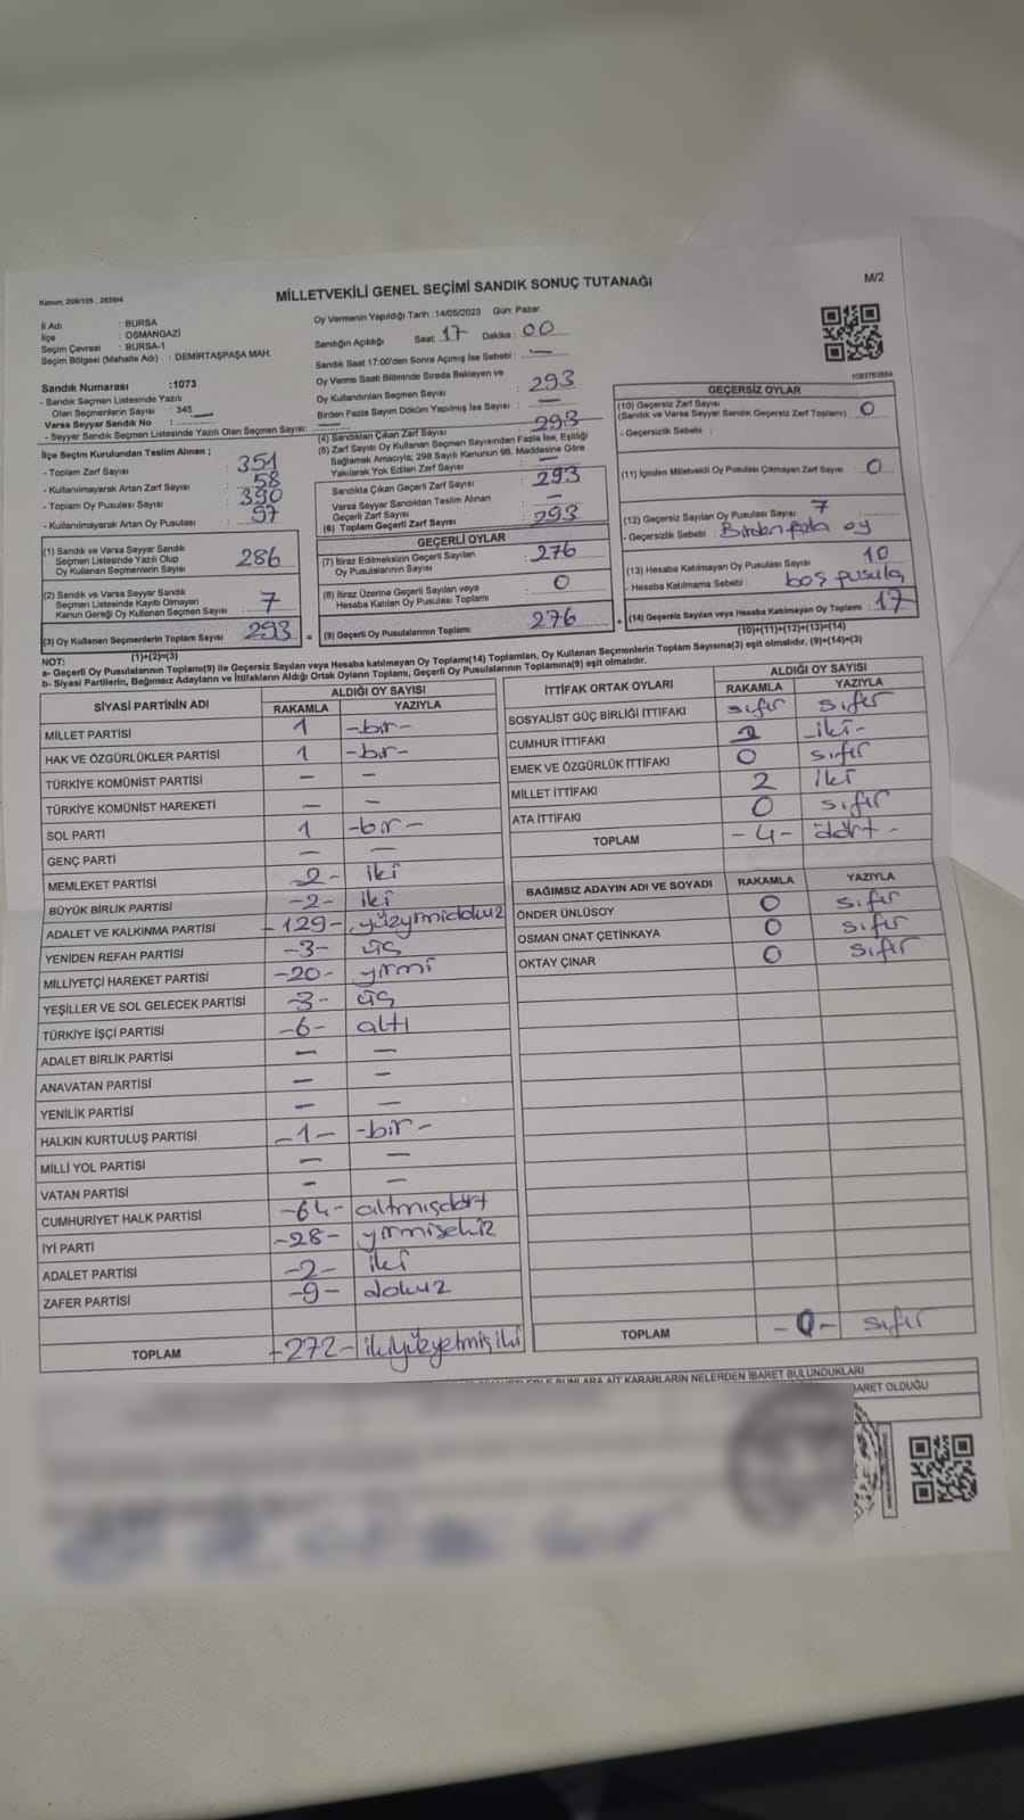 MİLLETVEKİLİ GENEL SEÇİMİ SANDIK SONUÇ TUTANAĞI
M/2
İl Adı : BURSA
İlçe : OSMANGAZİ
Seçim Çevresi : BURSA-1
Seçim Bölgesi (Mahalle Adı) : DEMİRTAŞPAŞA MAH.
Oy Vermenin Yapıldığı Tarih :14/05/2023 Gün: Pazar
Sandığın Açıldığı Saat: 17 Dakika: 00
Sandık Saat 17:00'den Sonra Açılmış İse Sebebi : —
Oy Verme Saati Bitiminde Sırada Bekleyen ve
Oy Kullandırılan Seçmen Sayısı : 293
Birden Fazla Sayım Döküm Yapılmış İse Sayısı : —
Sandık Numarası :1073
- Sandık Seçmen Listesinde Yazılı
Olan Seçmenlerin Sayısı : 345
Varsa Seyyar Sandık No :
- Seyyar Sandık Seçmen Listesinde Yazılı Olan Seçmen Sayısı: —
İlçe Seçim Kurulundan Teslim Alınan ;
- Toplam Zarf Sayısı : 351
- Kullanılmayarak Artan Zarf Sayısı : 58
- Toplam Oy Pusulası Sayısı : 390
- Kullanılmayarak Artan Oy Pusulası : 97
(1) Sandık ve Varsa Seyyar Sandık
Seçmen Listesinde Yazılı Olup
Oy Kullanan Seçmenlerin Sayısı 286
(2) Sandık ve Varsa Seyyar Sandık
Seçmen Listesinde Kayıtlı Olmayan
Kanun Gereği Oy Kullanan Seçmen Sayısı 7
(3) Oy Kullanan Seçmenlerin Toplam Sayısı 293
(1)+(2)=(3)
(4) Sandıktan Çıkan Zarf Sayısı : 293
(5) Zarf Sayısı Oy Kullanan Seçmen Sayısından Fazla İse, Eşitliği
Sağlamak Amacıyla; 298 Sayılı Kanunun 98. Maddesine Göre
Yakılarak Yok Edilen Zarf Sayısı : —
Sandıkta Çıkan Geçerli Zarf Sayısı : 293
Varsa Seyyar Sandıktan Teslim Alınan
Geçerli Zarf Sayısı : —
(6) Toplam Geçerli Zarf Sayısı : 293
GEÇERLİ OYLAR
(7) İtiraz Edilmeksizin Geçerli Sayılan
Oy Pusulalarının Sayısı : 276
(8) İtiraz Üzerine Geçerli Sayılan veya
Hesaba Katılan Oy Pusulası Toplamı : 0
= (9) Geçerli Oy Pusulalarının Toplamı : 276
GEÇERSİZ OYLAR
(10) Geçersiz Zarf Sayısı
(Sandık ve Varsa Seyyar Sandık Geçersiz Zarf Toplamı) : 0
- Geçersizlik Sebebi :
(11) İçinden Milletvekili Oy Pusulası Çıkmayan Zarf Sayısı : 0
(12) Geçersiz Sayılan Oy Pusulası Sayısı : 7
- Geçersizlik Sebebi : Birden fazla oy
(13) Hesaba Katılmayan Oy Pusulası Sayısı : 10
- Hesaba Katılmama Sebebi : boş pusula
+ (14) Geçersiz Sayılan veya Hesaba Katılmayan Oy Toplamı : 17
(10)+(11)+(12)+(13)=(14)
NOT:
a- Geçerli Oy Pusulalarının Toplamı(9) ile Geçersiz Sayılan veya Hesaba katılmayan Oy Toplamı(14) Toplamları, Oy Kullanan Seçmenlerin Toplam Sayısına(3) eşit olmalıdır, (9)+(14)=(3)
b- Siyasi Partilerin, Bağımsız Adayların ve İttifakların Aldığı Ortak Oyların Toplamı, Geçerli Oy Pusulalarının Toplamına(9) eşit olmalıdır.
SİYASİ PARTİNİN ADI ALDIĞI OY SAYISI
RAKAMLA YAZIYLA
MİLLET PARTİSİ 1 -bir-
HAK VE ÖZGÜRLÜKLER PARTİSİ 1 -bir-
TÜRKİYE KOMÜNİST PARTİSİ — —
TÜRKİYE KOMÜNİST HAREKETİ — —
SOL PARTİ 1 -bir-
GENÇ PARTİ — —
MEMLEKET PARTİSİ -2- iki
BÜYÜK BİRLİK PARTİSİ -2- iki
ADALET VE KALKINMA PARTİSİ -129- yüzyirmidokuz
YENİDEN REFAH PARTİSİ -3- üç
MİLLİYETÇİ HAREKET PARTİSİ -20- yirmi
YEŞİLLER VE SOL GELECEK PARTİSİ -3- üç
TÜRKİYE İŞÇİ PARTİSİ -6- altı
ADALET BİRLİK PARTİSİ — —
ANAVATAN PARTİSİ — —
YENİLİK PARTİSİ — —
HALKIN KURTULUŞ PARTİSİ -1- -bir-
MİLLİ YOL PARTİSİ — —
VATAN PARTİSİ — —
CUMHURİYET HALK PARTİSİ -64- altmışdört
İYİ PARTİ -28- yirmisekiz
ADALET PARTİSİ -2- iki
ZAFER PARTİSİ -9- dokuz
TOPLAM -272- ikiyüzyetmişiki
İTTİFAK ORTAK OYLARI ALDIĞI OY SAYISI
RAKAMLA YAZIYLA
SOSYALİST GÜÇ BİRLİĞİ İTTİFAKI sıfır sıfır
CUMHUR İTTİFAKI 2 -iki-
EMEK VE ÖZGÜRLÜK İTTİFAKI 0 sıfır
MİLLET İTTİFAKI 2 iki
ATA İTTİFAKI 0 sıfır
TOPLAM -4- dört-
BAĞIMSIZ ADAYIN ADI VE SOYADI RAKAMLA YAZIYLA
ÖNDER ÜNLÜSOY 0 sıfır
OSMAN ONAT ÇETİNKAYA 0 sıfır
OKTAY ÇINAR 0 sıfır
TOPLAM -0- sıfır
BUNLARA AİT KARARLARIN NELERDEN İBARET BULUNDUKLARI
İBARET OLDUĞU